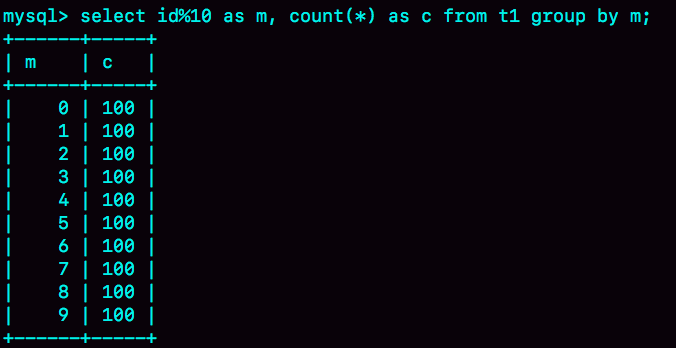 mysql> select id%10 as m, count(*) as c from t1 group by m;
+------+-----+
| m    | c   |
+------+-----+
|    0 | 100 |
|    1 | 100 |
|    2 | 100 |
|    3 | 100 |
|    4 | 100 |
|    5 | 100 |
|    6 | 100 |
|    7 | 100 |
|    8 | 100 |
|    9 | 100 |
+------+-----+